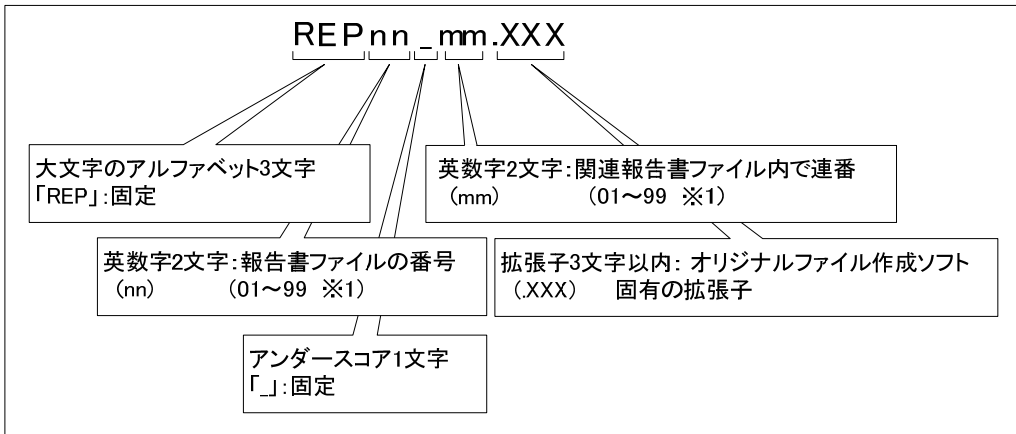 REPnn_mm.XXX
大文字のアルファベット3文字
「REP」:固定
英数字2文字:関連報告書ファイル内で連番
(mm) (01～99 ※1)
英数字2文字:報告書ファイルの番号
(nn) (01～99 ※1)
拡張子3文字以内: オリジナルファイル作成ソフト
(.XXX) 固有の拡張子
アンダースコア1文字
「_」:固定